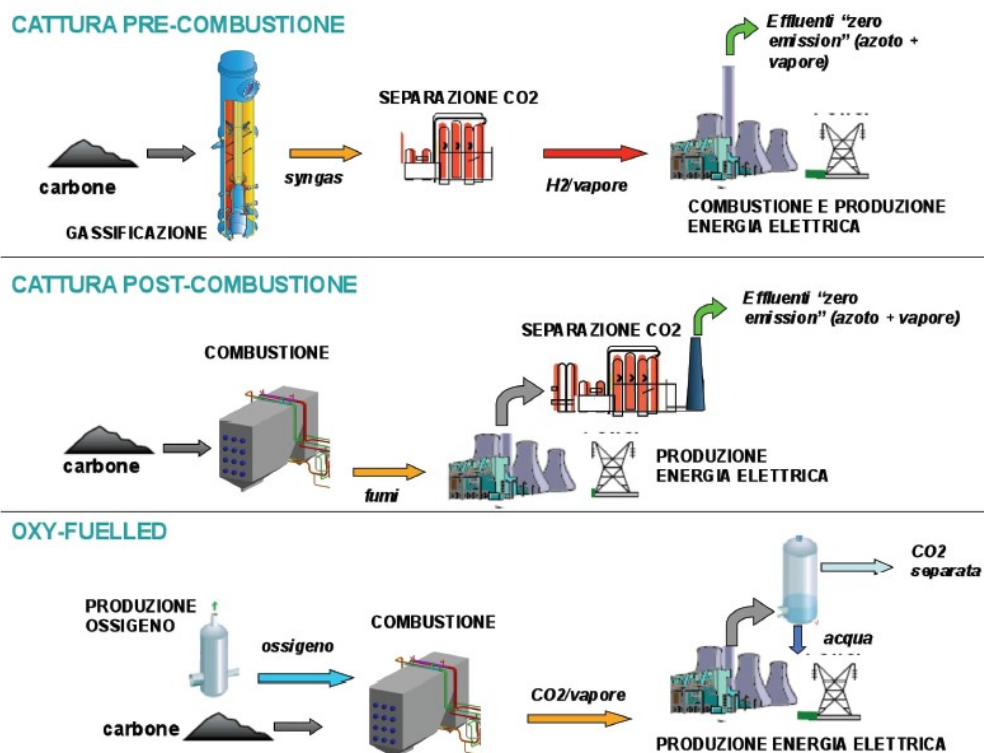 CATTURA PRE-COMBUSTIONE
Effluenti “zero
emission” (azoto +
vapore)
SEPARAZIONE CO2
carbone
syngas
H2/vapore
GASSIFICAZIONE
COMBUSTIONE E PRODUZIONE
ENERGIA ELETTRICA
CATTURA POST-COMBUSTIONE
Effluenti “zero
emission” (azoto + vapore)
SEPARAZIONE CO2
COMBUSTIONE
carbone
fumi
PRODUZIONE
ENERGIA ELETTRICA
OXY-FUELLED
CO2
separata
PRODUZIONE
OSSIGENO
ossigeno
COMBUSTIONE
acqua
carbone
CO2/vapore
PRODUZIONE ENERGIA ELETTRICA